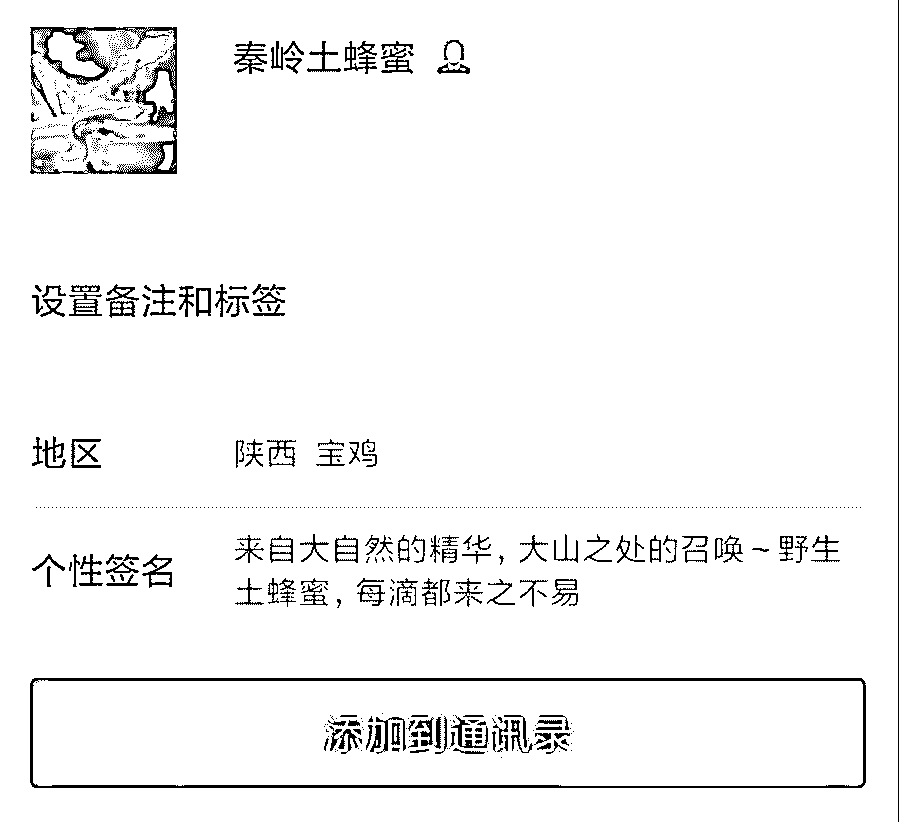 秦岭土蜂蜜
设置备注和标签
地区 陕西 宝鸡
个性签名 来自大自然的精华，大山之处的召唤~野生
土蜂蜜，每滴都来之不易
添加到通讯录